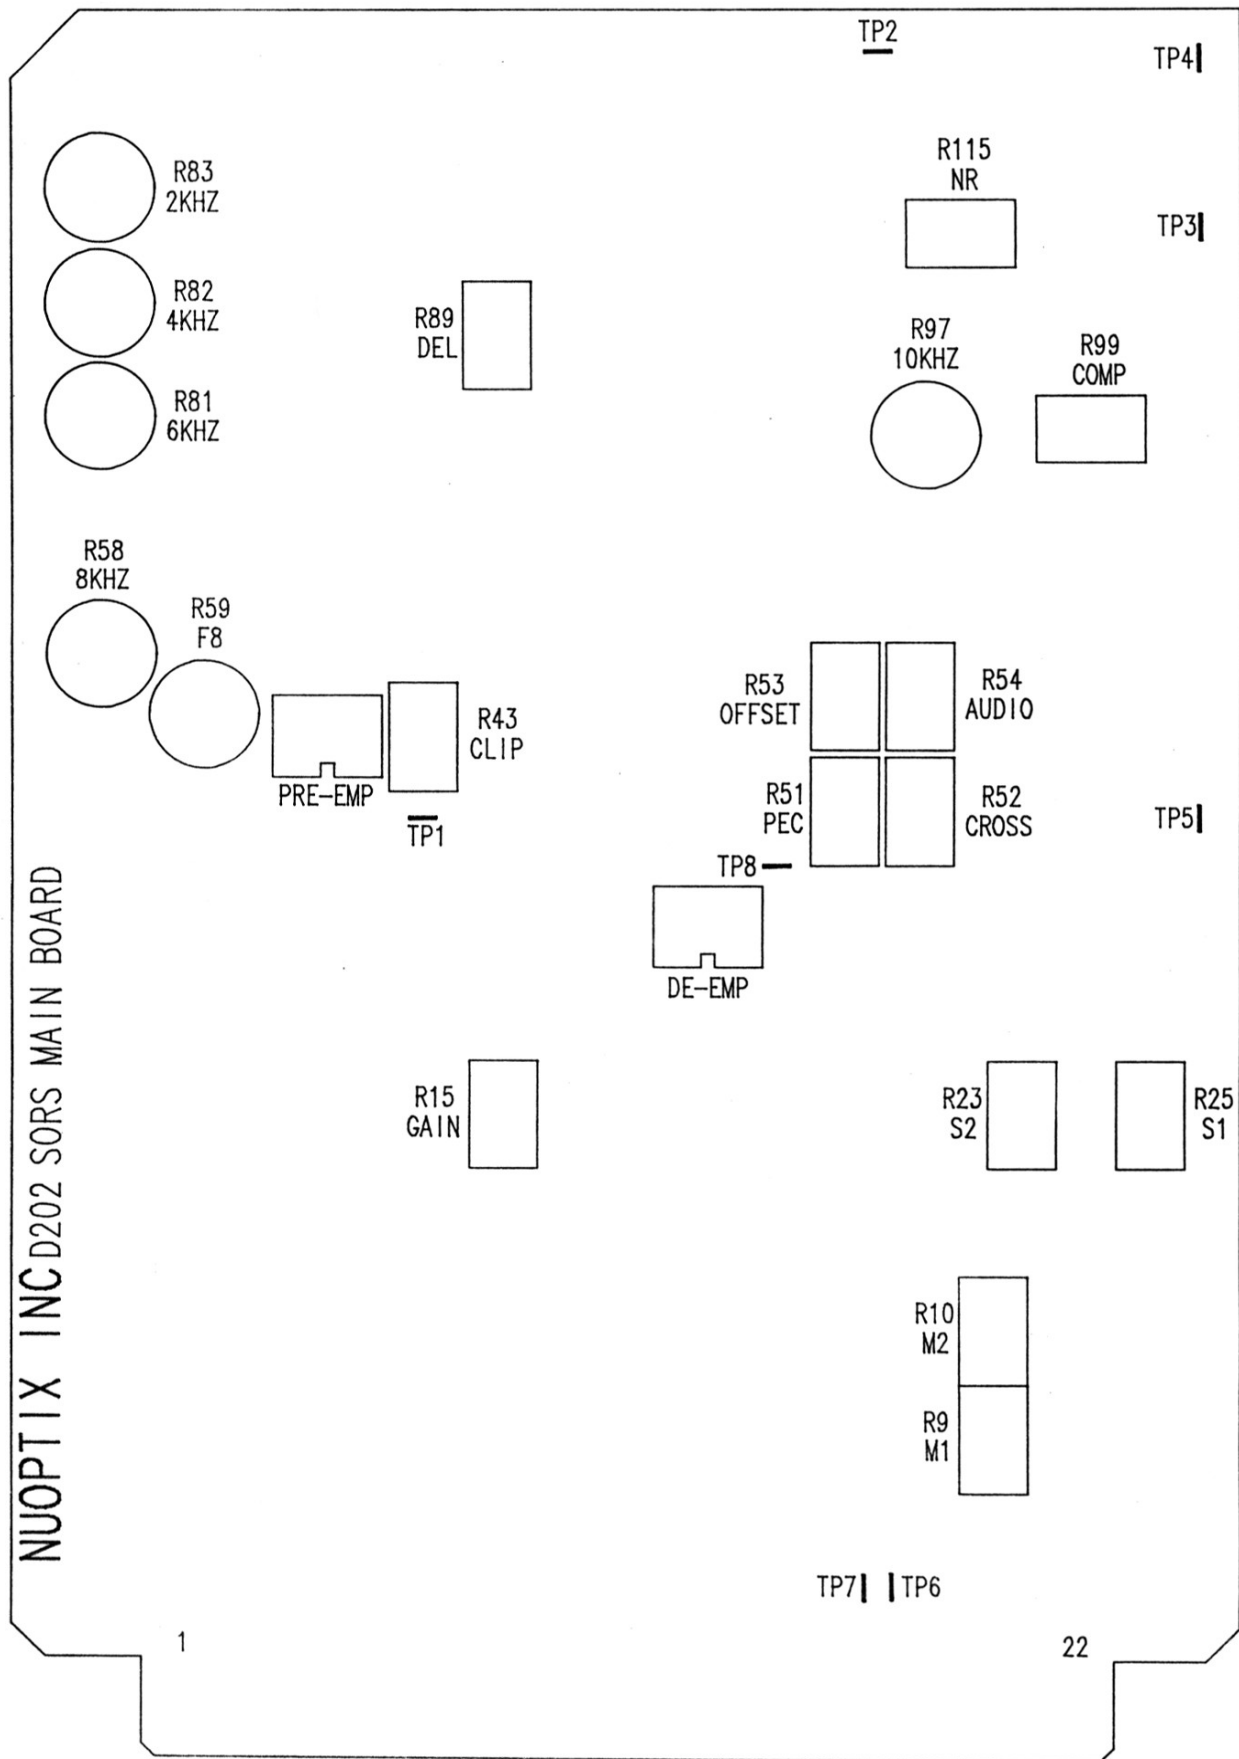 TP2
TP4
R115
NR
TP3
R83
2KHZ
R82
4KHZ
R81
6KHZ
R89
DEL
R97
10KHZ
R99
COMP
R58
8KHZ
R59
F8
PRE-EMP
R43
CLIP
TP1
R53
OFFSET
R54
AUDIO
R51
PEC
R52
CROSS
TP5
TP8
DE-EMP
R15
GAIN
R23
S2
R25
S1
R10
M2
R9
M1
TP7
TP6
NUOPTIX INC D202 SORS MAIN BOARD
1
22